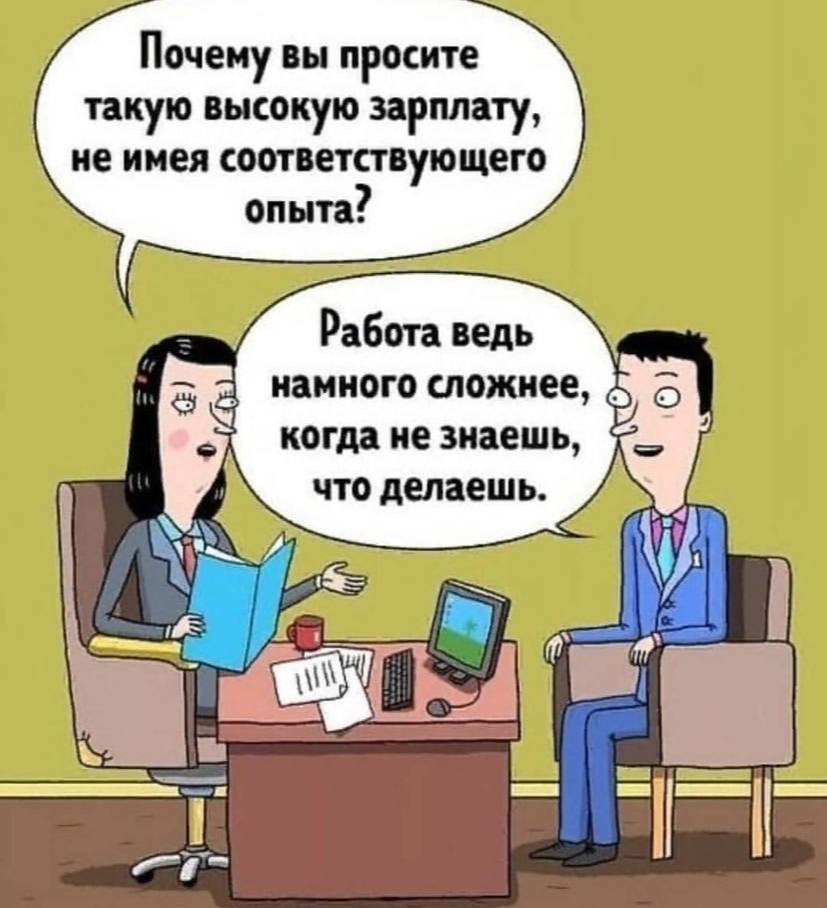 Почему вы просите
такую высокую зарплату,
не имея соответствующего
опыта?
Работа ведь
намного сложнее,
когда не знаешь,
что делаешь.